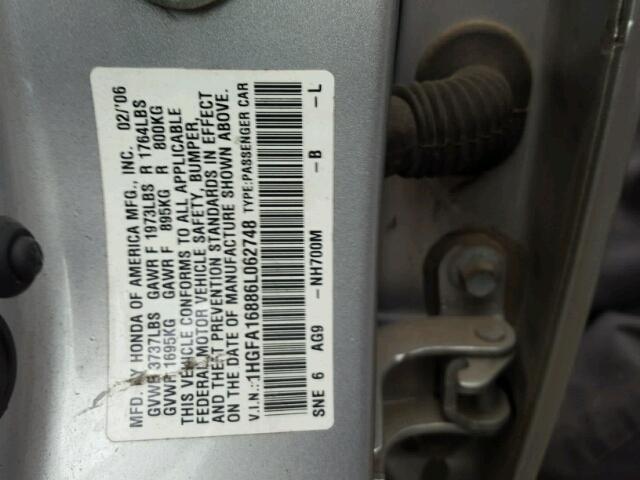 MFD. BY HONDA OF AMERICA MFG., INC. 02/'06
GVWR 3737LBS GAWR F 1973LBS R 1764LBS
GVWR 1695KG GAWR F 895KG R 800KG
THIS VEHICLE CONFORMS TO ALL APPLICABLE
FEDERAL MOTOR VEHICLE SAFETY, BUMPER,
AND THEFT PREVENTION STANDARDS IN EFFECT
ON THE DATE OF MANUFACTURE SHOWN ABOVE.
V.I.N.:1HGFA16886L062748 TYPE:PASSENGER CAR
SNE 6 AG9 -NH700M -B -L